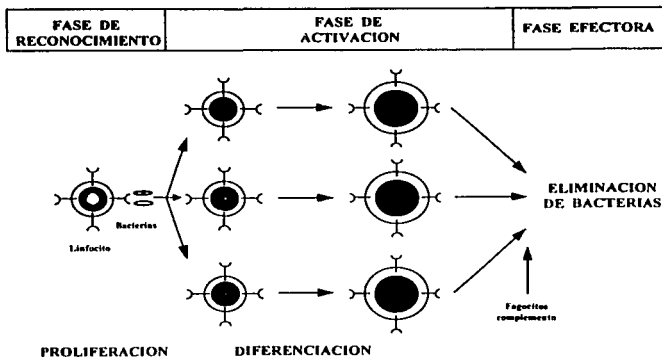 FASE DE
RECONOCIMIENTO
FASE DE
ACTIVACION
FASE EFECTORA
Linfocito
Bacterias
ELIMINACION
DE BACTERIAS
Fagocitos
complemento
PROLIFERACION
DIFERENCIACION